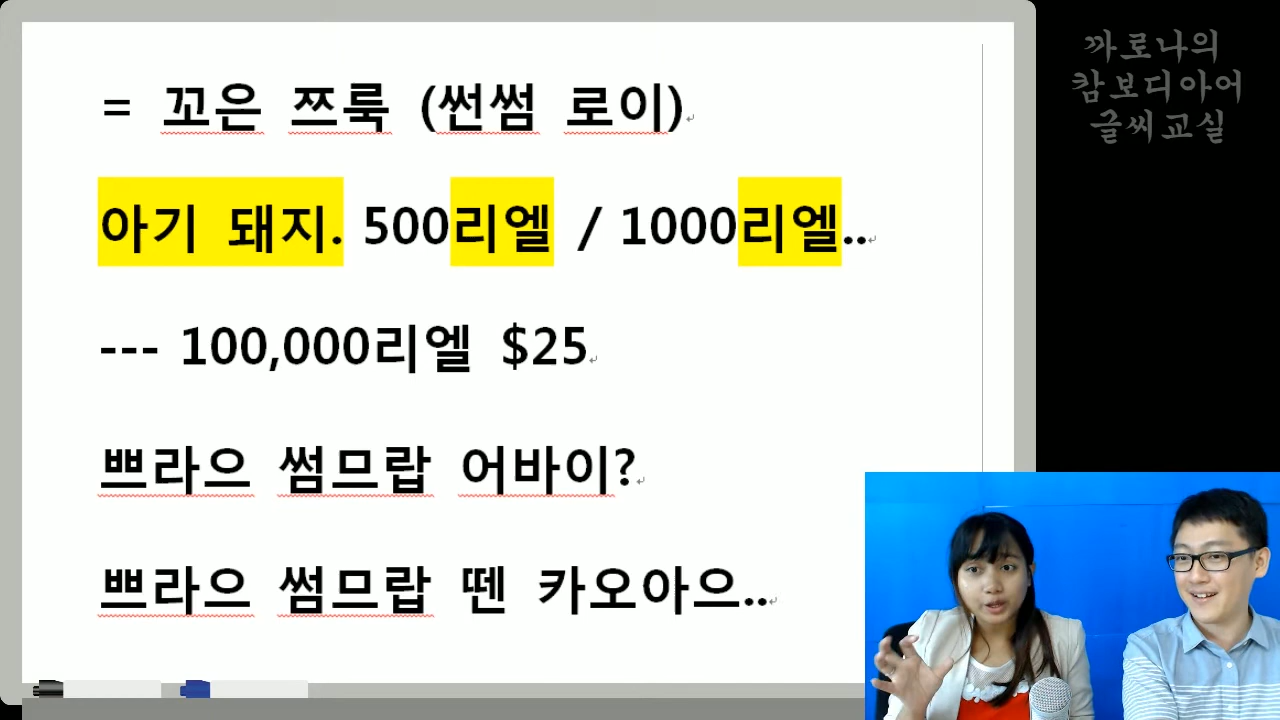 = 꼬은 쯔룩 (썬썸 로이)
아기 돼지. 500리엘 / 1000리엘..
--- 100,000리엘 $25
쁘라으 썸므랍 어바이?
쁘라으 썸므랍 뗀 카오아으..
까로나의
캄보디아어
글씨교실